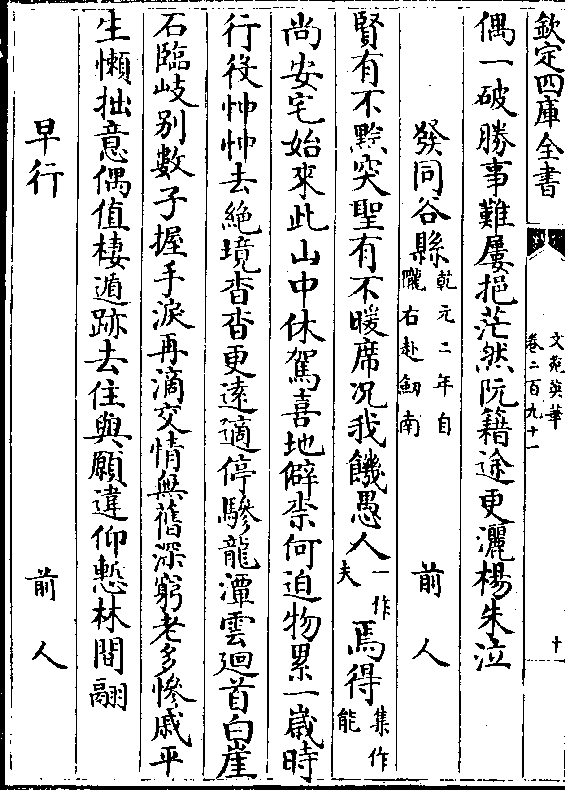 欽定四庫全書
文苑英華
卷二百九十一
十
偶一破勝事難屢挹茫然阮籍途更灑楊朱泣
發同谷縣乾元二年自隴右赴劒南 前人
賢有不黔突聖有不暖席况我饑愚人一作夫焉得集作能
尚安宅始來此山中休駕喜地僻柰何迫物累一歲時
行役忡忡去絶境杳杳更遠適停驂龍潭雲廻首白崖
石臨岐别數子握手淚再滴交情無舊深窮老多慘戚平
生懶拙意偶值棲遁跡去住與願違仰慙林間翮
早行 前人